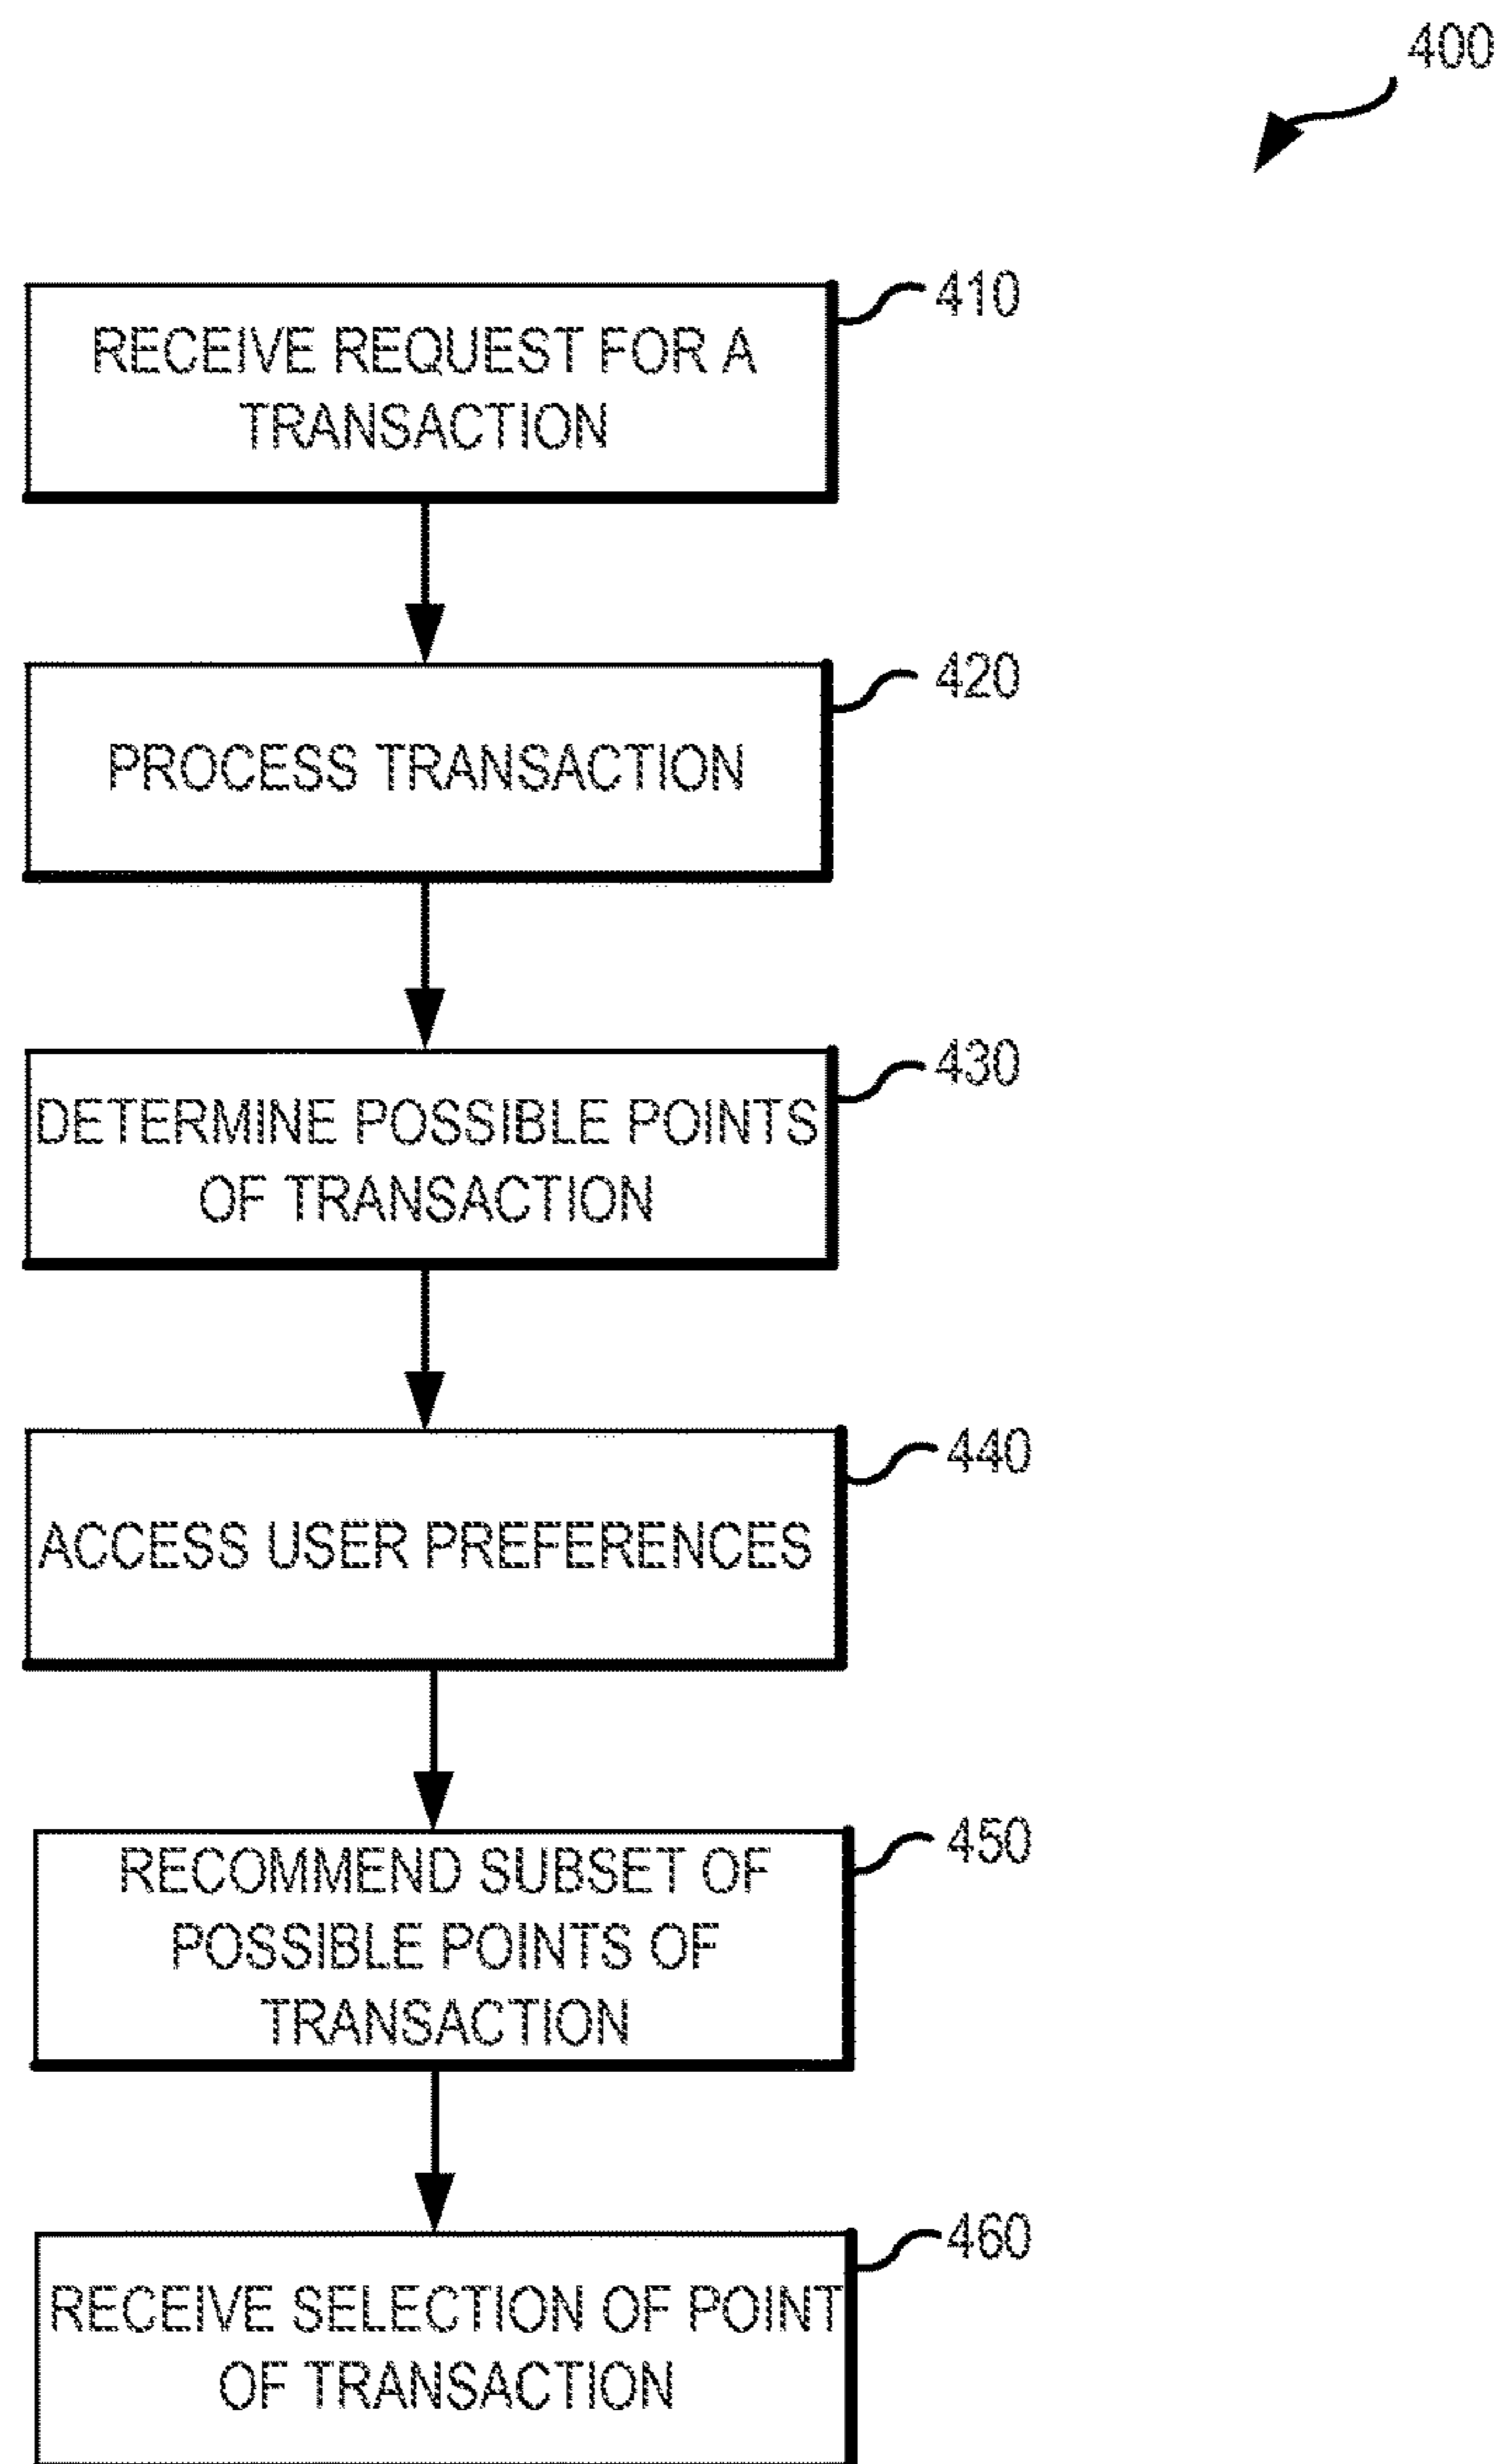 400
410
RECEIVE REQUEST FOR A
TRANSACTION
420
PROCESS TRANSACTION
430
DETERMINE POSSIBLE POINTS
OF TRANSACTION
440
ACCESS USER PREFERENCES
450
RECOMMEND SUBSET OF
POSSIBLE POINTS OF
TRANSACTION
460
RECEIVE SELECTION OF POINT
OF TRANSACTION